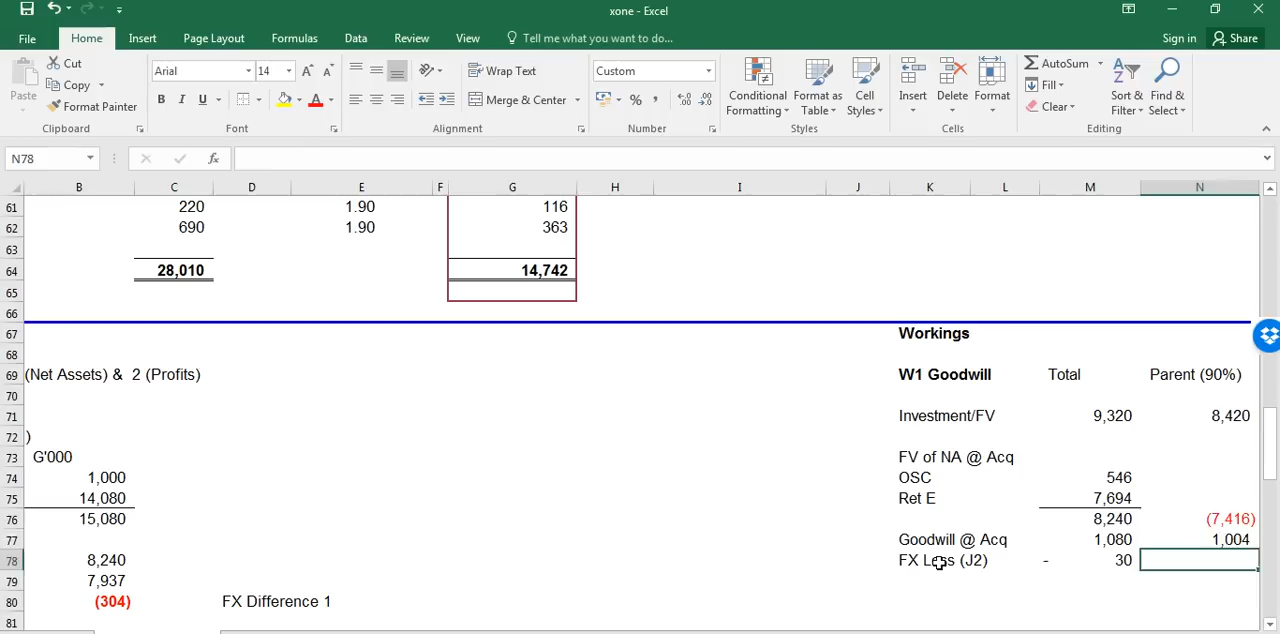 xone - Excel
File Home Insert Page Layout Formulas Data Review View Tell me what you want to do... Sign in Share
Cut Arial 14 Wrap Text Custom AutoSum
Paste Copy Fill
Format Painter B I U Merge & Center % Conditional Formatting Format as Table Cell Styles Insert Delete Format Clear Sort & Filter Find & Select
Clipboard Font Alignment Number Styles Cells Editing
N78 fx
B C D E F G H I J K L M N
61 220 1.90 116
62 690 1.90 363
63
64 28,010 14,742
65
66
67 Workings
68
69 (Net Assets) & 2 (Profits) W1 Goodwill Total Parent (90%)
70
71 Investment/FV 9,320 8,420
72 )
73 G'000 FV of NA @ Acq
74 1,000 OSC 546
75 14,080 Ret E 7,694
76 15,080 8,240 (7,416)
77 Goodwill @ Acq 1,080 1,004
78 8,240 FX Loss (J2) - 30
79 7,937
80 (304) FX Difference 1
81